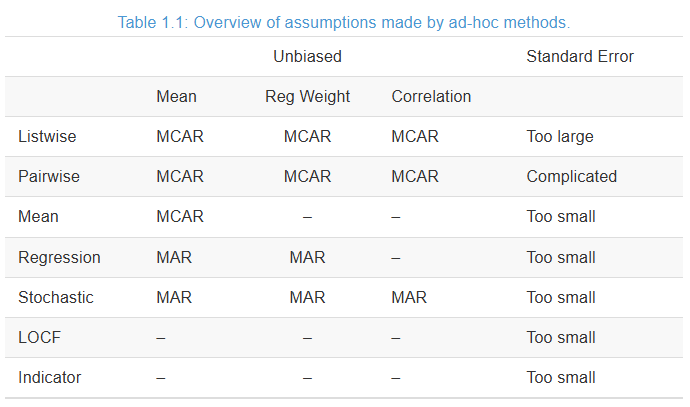 Table 1.1: Overview of assumptions made by ad-hoc methods.
Unbiased Standard Error
Mean Reg Weight Correlation
Listwise MCAR MCAR MCAR Too large
Pairwise MCAR MCAR MCAR Complicated
Mean MCAR – – Too small
Regression MAR MAR – Too small
Stochastic MAR MAR MAR Too small
LOCF – – – Too small
Indicator – – – Too small